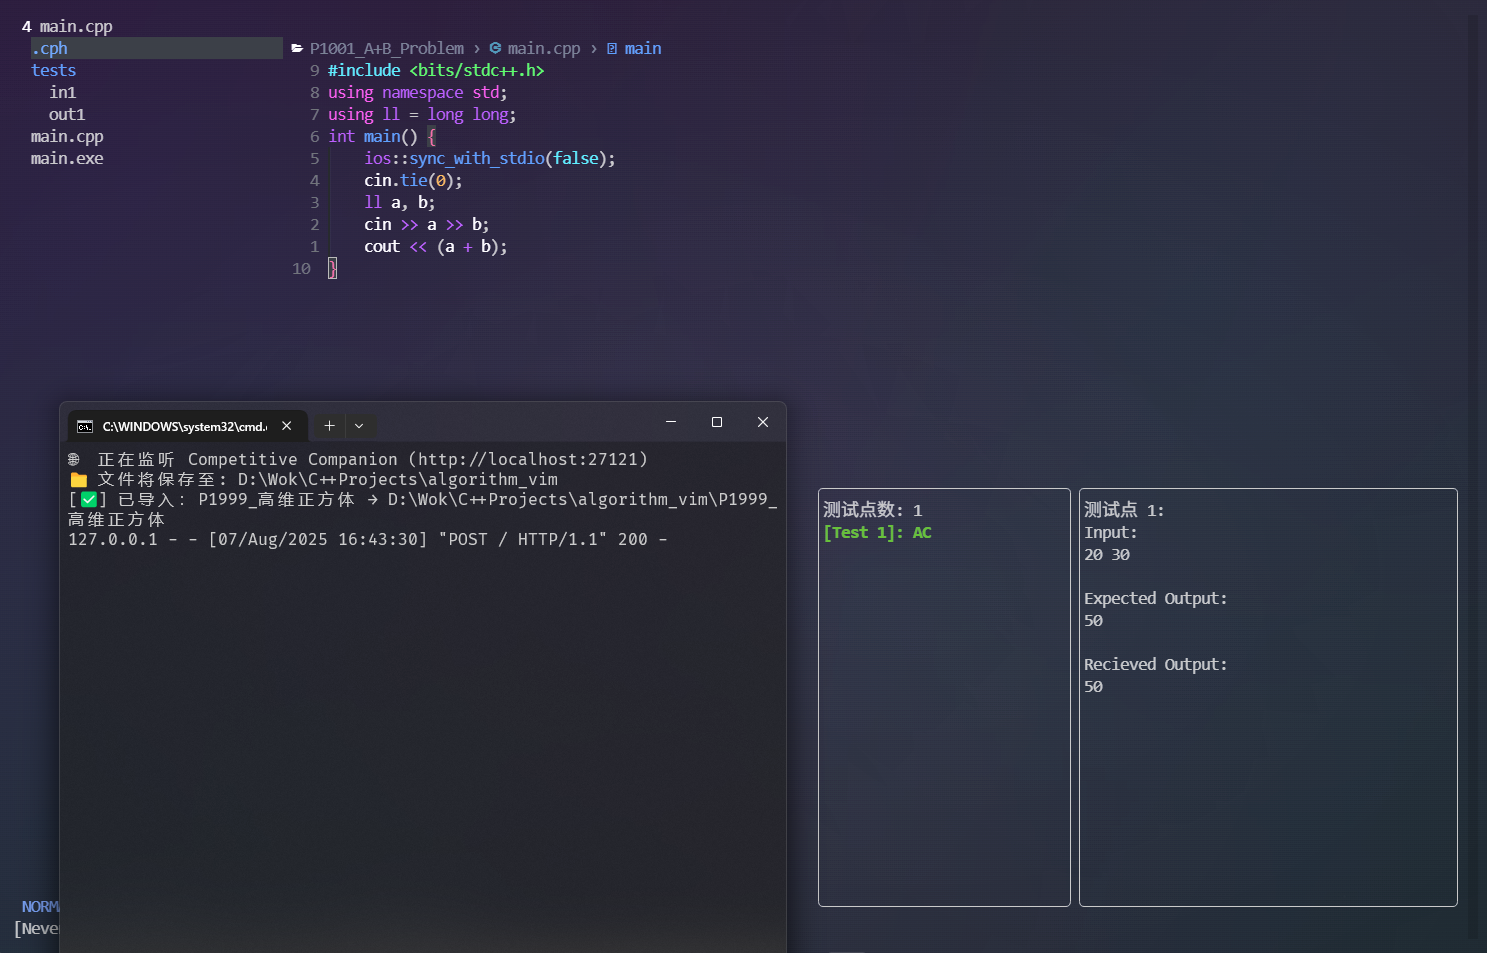 4 main.cpp
.cph
tests
in1
out1
main.cpp
main.exe
P1001_A+B_Problem › main.cpp › main
9 #include <bits/stdc++.h>
8 using namespace std;
7 using ll = long long;
6 int main() {
5 ios::sync_with_stdio(false);
4 cin.tie(0);
3 ll a, b;
2 cin >> a >> b;
1 cout << (a + b);
10 }
C:\WINDOWS\system32\cmd.
正在监听 Competitive Companion (http://localhost:27121)
文件将保存至: D:\Wok\C++Projects\algorithm_vim
[✅] 已导入: P1999_高维正方体 → D:\Wok\C++Projects\algorithm_vim\P1999_
高维正方体
127.0.0.1 - - [07/Aug/2025 16:43:30] "POST / HTTP/1.1" 200 -
测试点数: 1
[Test 1]: AC
测试点 1:
Input:
20 30
Expected Output:
50
Recieved Output:
50
NORM
[Neve